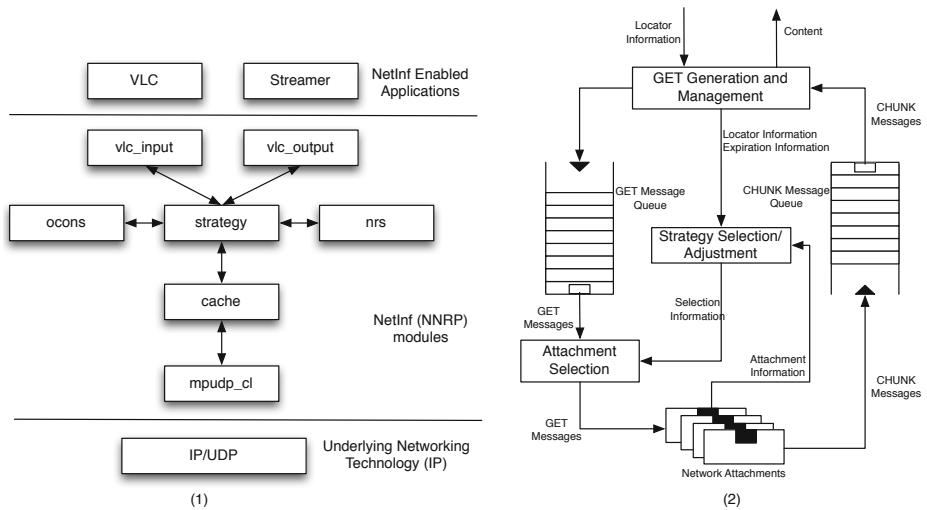 VLC
Streamer
NetInf Enabled
Applications
vlc_input
vlc_output
ocons
strategy
nrs
cache
NetInf (NNRP)
modules
mpudp_cl
IP/UDP
Underlying Networking
Technology (IP)
(1)
Locator
Information
Content
GET Generation and
Management
CHUNK
Messages
Locator Information
Expiration Information
GET Message
Queue
CHUNK Message
Queue
Strategy Selection/
Adjustment
GET
Messages
Selection
Information
Attachment
Selection
Attachment
Information
CHUNK
Messages
GET
Messages
Network Attachments
(2)